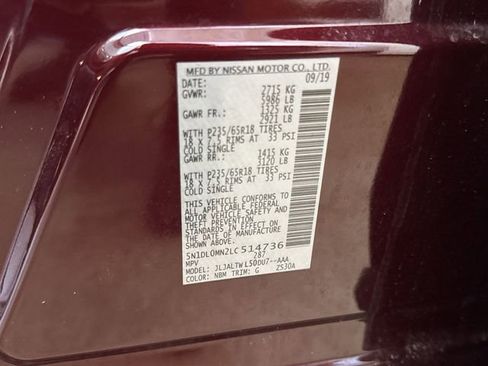 MFD BY NISSAN MOTOR CO., LTD.
DATE: 09/19
GVWR: 2715 KG
5986 LB
GAWR FR.: 1325 KG
2921 LB
WITH P235/65R18 TIRES
18 X 7.5 RIMS AT 33 PSI
COLD SINGLE
GAWR RR.: 1415 KG
3120 LB
WITH P235/65R18 TIRES
18 X 7.5 RIMS AT 33 PSI
COLD SINGLE
THIS VEHICLE CONFORMS TO
ALL APPLICABLE FEDERAL
MOTOR VEHICLE SAFETY AND
THEFT PREVENTION
STANDARDS IN EFFECT ON
THE DATE OF MANUFACTURE
SHOWN ABOVE.
5N1DL0MN2LC514736
MPV 287
MODEL: JLJALTWL50DU7--AAA
COLOR: NBM TRIM: G ZS30A